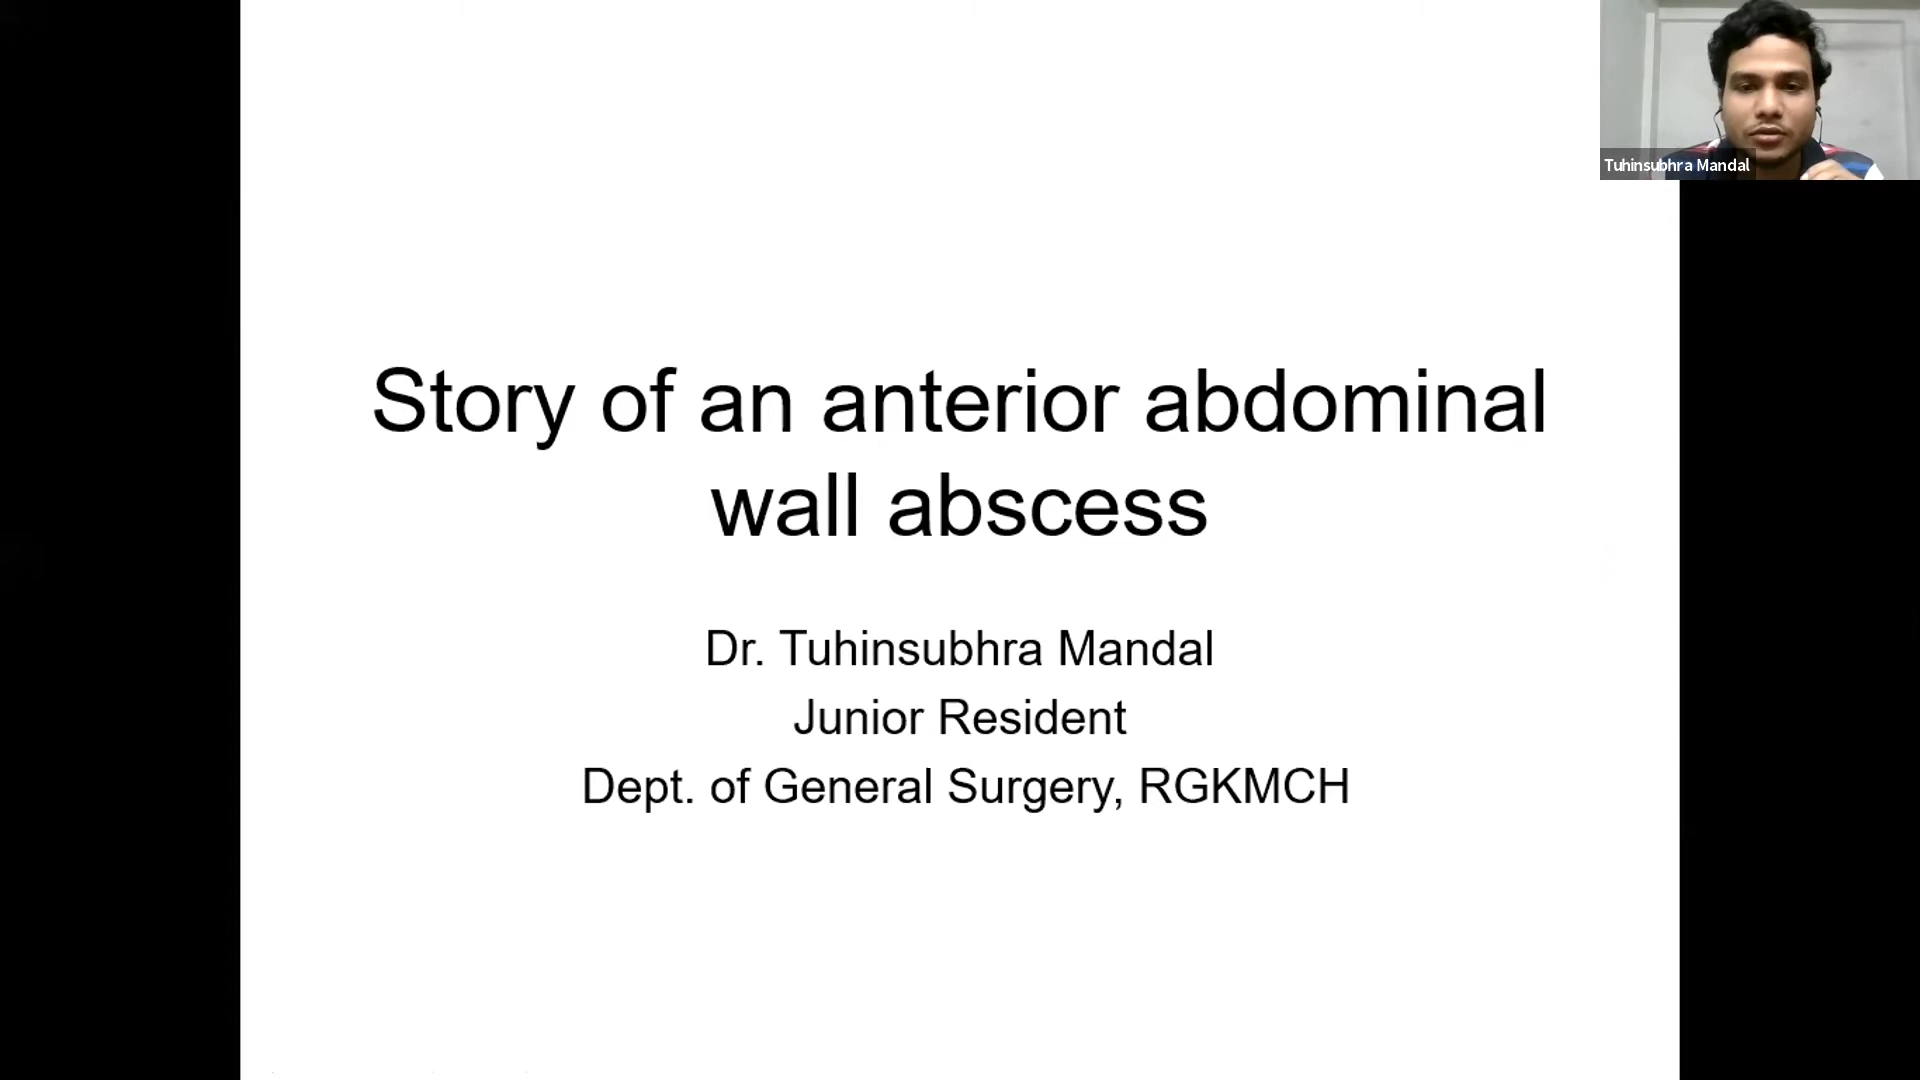 Story of an anterior abdominal
wall abscess
Dr. Tuhinsubhra Mandal
Junior Resident
Dept. of General Surgery, RGKMCH
Tuhinsubhra Mandal